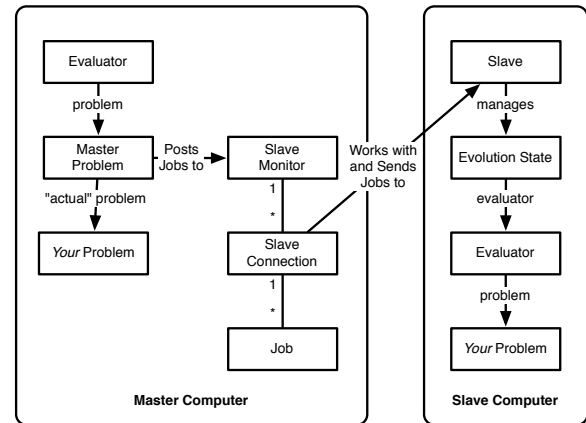 Evaluator
problem
Master
Problem
Posts
Jobs to
Slave
Monitor
"actual" problem
Your Problem
1
*
Slave
Connection
1
*
Job
Master Computer
Works with
and Sends
Jobs to
Slave
manages
Evolution State
evaluator
Evaluator
problem
Your Problem
Slave Computer